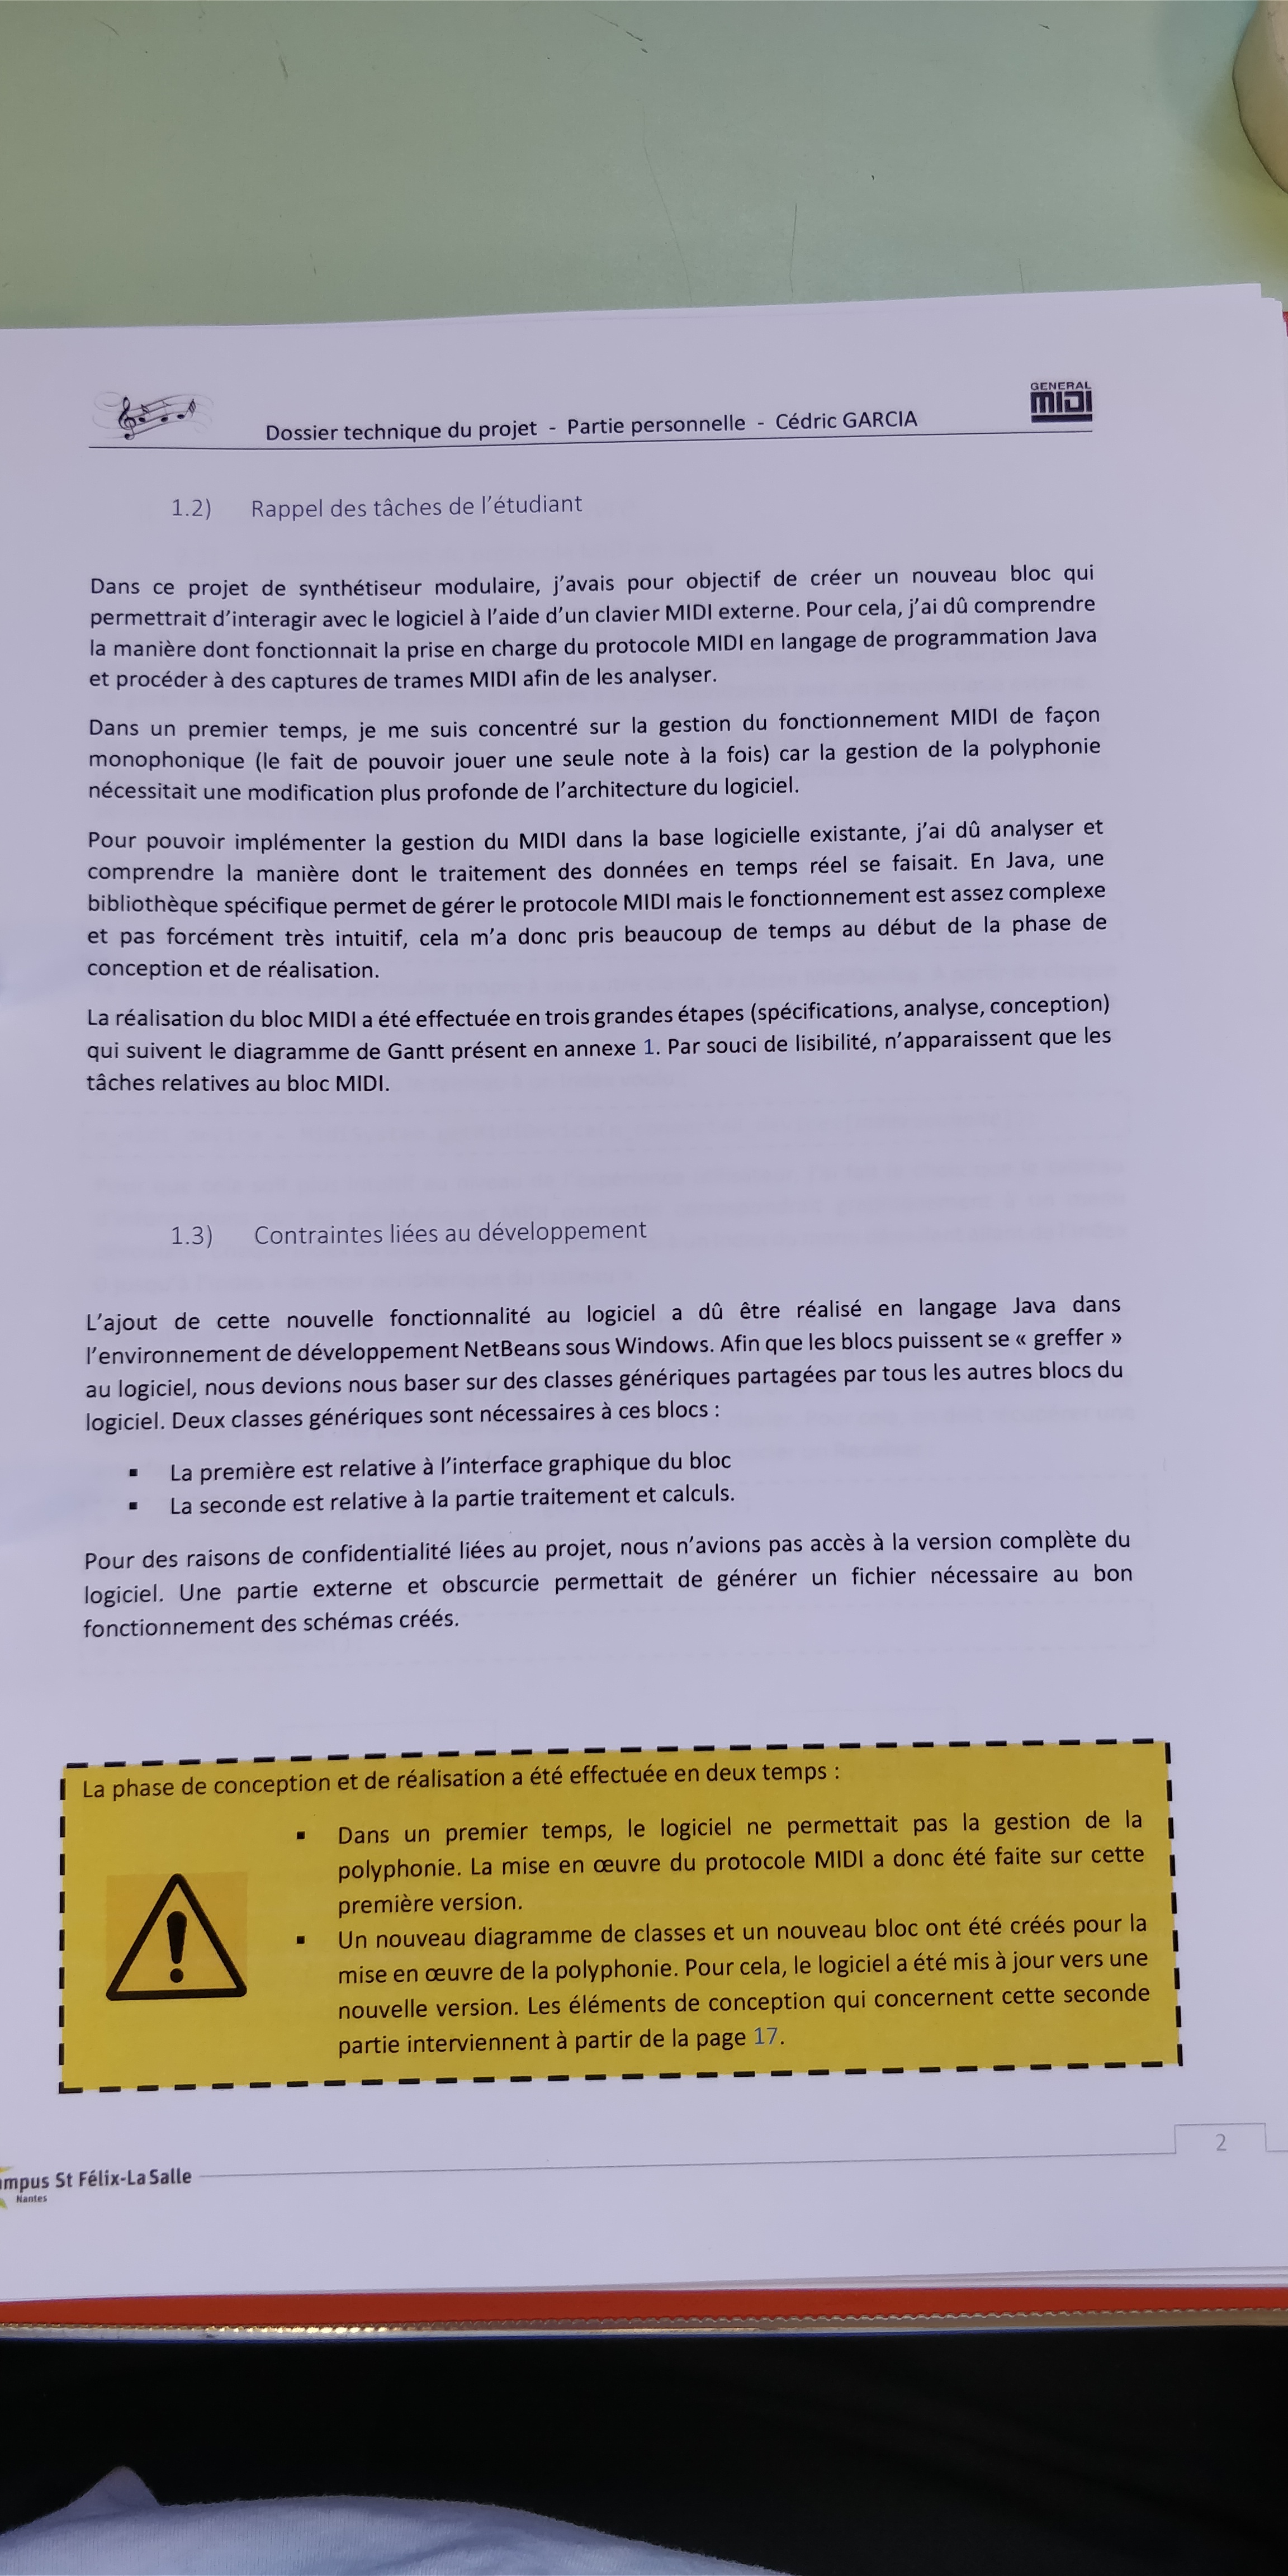 GENERAL
MIDI
Dossier technique du projet - Partie personnelle - Cédric GARCIA
1.2) Rappel des tâches de l'étudiant
Dans ce projet de synthétiseur modulaire, j'avais pour objectif de créer un nouveau bloc qui
permettrait d'interagir avec le logiciel à l'aide d'un clavier MIDI externe. Pour cela, j'ai dû comprendre
la manière dont fonctionnait la prise en charge du protocole MIDI en langage de programmation Java
et procéder à des captures de trames MIDI afin de les analyser.
Dans un premier temps, je me suis concentré sur la gestion du fonctionnement MIDI de façon
monophonique (le fait de pouvoir jouer une seule note à la fois) car la gestion de la polyphonie
nécessitait une modification plus profonde de l'architecture du logiciel.
Pour pouvoir implémenter la gestion du MIDI dans la base logicielle existante, j'ai dû analyser et
comprendre la manière dont le traitement des données en temps réel se faisait. En Java, une
bibliothèque spécifique permet de gérer le protocole MIDI mais le fonctionnement est assez complexe
et pas forcément très intuitif, cela m'a donc pris beaucoup de temps au début de la phase de
conception et de réalisation.
La réalisation du bloc MIDI a été effectuée en trois grandes étapes (spécifications, analyse, conception)
qui suivent le diagramme de Gantt présent en annexe 1. Par souci de lisibilité, n'apparaissent que les
tâches relatives au bloc MIDI.
1.3) Contraintes liées au développement
L'ajout de cette nouvelle fonctionnalité au logiciel a dû être réalisé en langage Java dans
l'environnement de développement NetBeans sous Windows. Afin que les blocs puissent se « greffer »
au logiciel, nous devions nous baser sur des classes génériques partagées par tous les autres blocs du
logiciel. Deux classes génériques sont nécessaires à ces blocs :
▪ La première est relative à l'interface graphique du bloc
▪ La seconde est relative à la partie traitement et calculs.
Pour des raisons de confidentialité liées au projet, nous n'avions pas accès à la version complète du
logiciel. Une partie externe et obscurcie permettait de générer un fichier nécessaire au bon
fonctionnement des schémas créés.
La phase de conception et de réalisation a été effectuée en deux temps :
▪ Dans un premier temps, le logiciel ne permettait pas la gestion de la
polyphonie. La mise en œuvre du protocole MIDI a donc été faite sur cette
première version.
▪ Un nouveau diagramme de classes et un nouveau bloc ont été créés pour la
mise en œuvre de la polyphonie. Pour cela, le logiciel a été mis à jour vers une
nouvelle version. Les éléments de conception qui concernent cette seconde
partie interviennent à partir de la page 17.
2
mpus St Félix-La Salle
Nantes